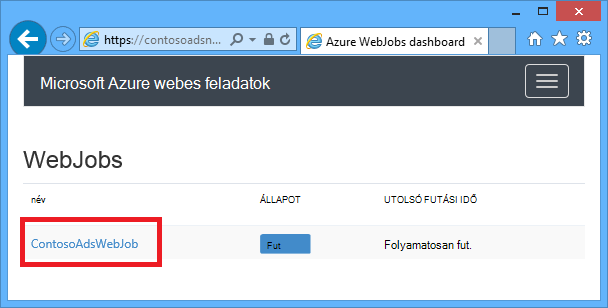 https://contosoadsn...
Azure WebJobs dashboard
Microsoft Azure webes feladatok
WebJobs
név ÁLLAPOT UTOLSÓ FUTÁSI IDŐ
ContosoAdsWebJob Fut Folyamatosan fut.